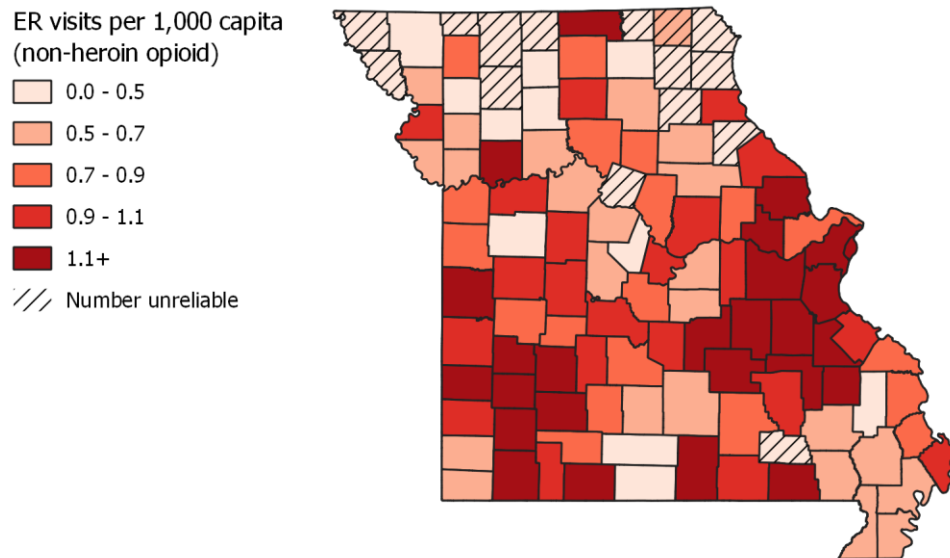 ER visits per 1,000 capita
(non-heroin opioid)
0.0 - 0.5
0.5 - 0.7
0.7 - 0.9
0.9 - 1.1
1.1+
Number unreliable